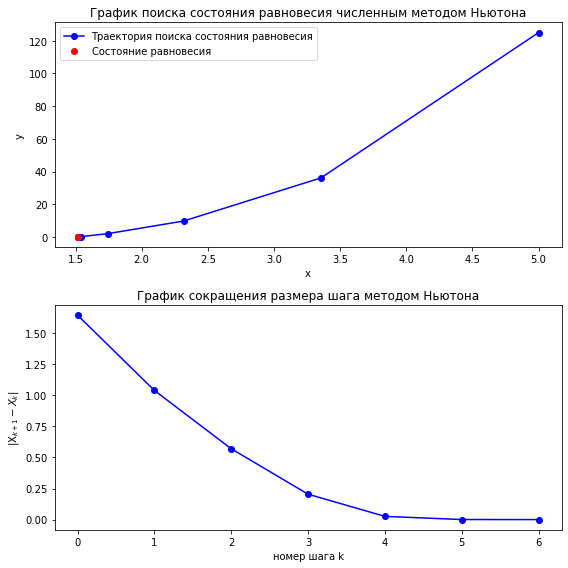 График поиска состояния равновесия численным методом Ньютона
Траектория поиска состояния равновесия
Состояние равновесия
120
100
80
60
40
20
0
y
1.5 2.0 2.5 3.0 3.5 4.0 4.5 5.0
x
График сокращения размера шага методом Ньютона
1.50
1.25
1.00
0.75
0.50
0.25
0.00
|X_{k+1} − X_k|
0 1 2 3 4 5 6
номер шага k